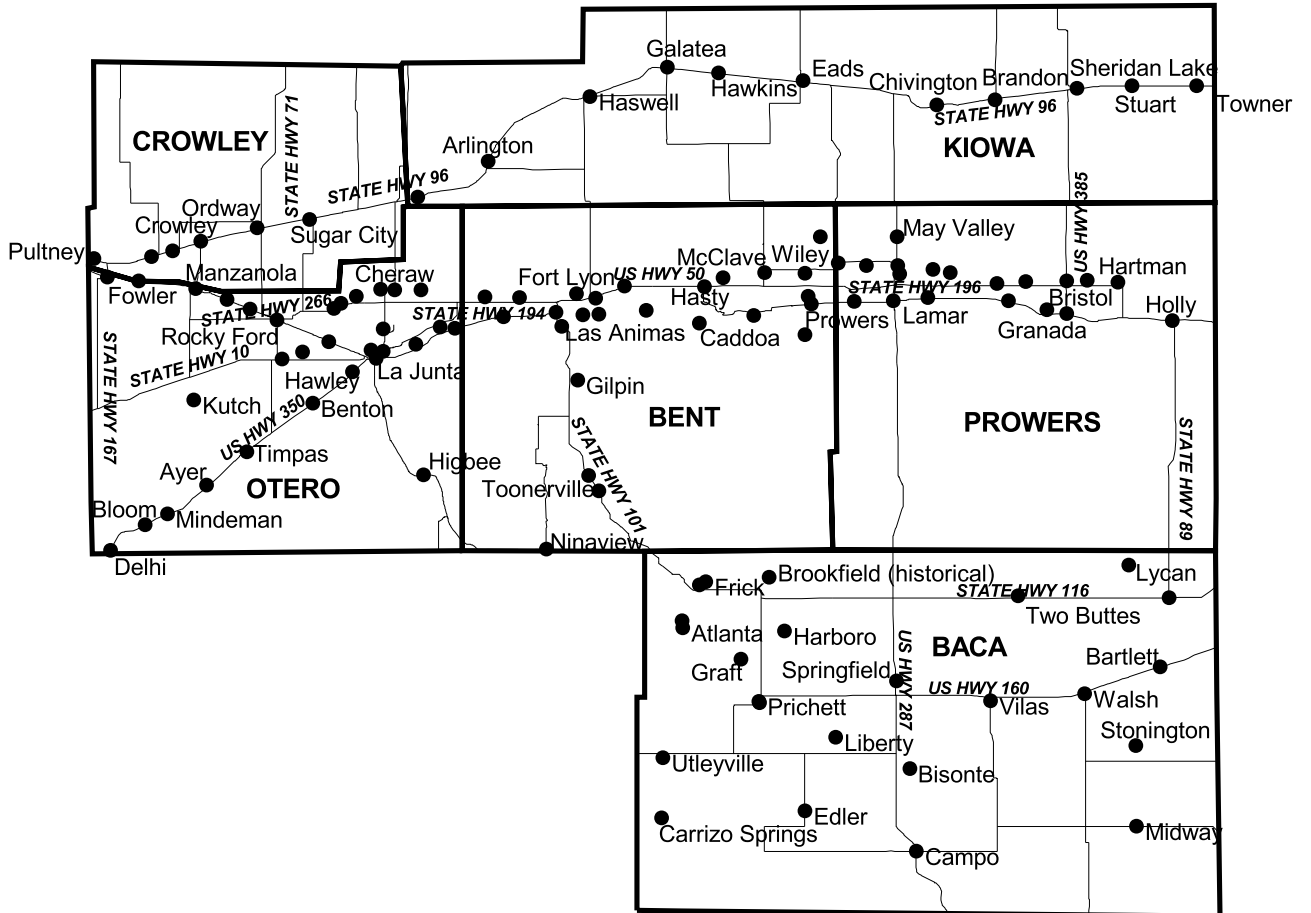 Galatea
Eads
Sheridan Lake
Hawkins
Chivington
Brandon
Haswell
Stuart
Towner
STATE HWY 96
STATE HWY 71
CROWLEY
Arlington
KIOWA
STATE HWY 96
US HWY 385
Ordway
Crowley
Sugar City
May Valley
Pultney
McClave
Wiley
Manzanola
Cheraw
Fort Lyon
US HWY 50
Hartman
Fowler
Hasty
STATE HWY 196
Bristol
Holly
STATE HWY 266
STATE HWY 194
Prowers
Lamar
Granada
Rocky Ford
Las Animas
Caddoa
STATE HWY 167
STATE HWY 10
Hawley
La Junta
Gilpin
Kutch
US HWY 350
Benton
BENT
PROWERS
STATE HWY 89
Timpas
STATE HWY 101
Ayer
Higbee
OTERO
Toonerville
Bloom
Mindeman
Ninaview
Delhi
Frick
Brookfield (historical)
Lycan
STATE HWY 116
Two Buttes
Atlanta
Harboro
US HWY 287
BACA
Graft
Springfield
Bartlett
US HWY 160
Prichett
Vilas
Walsh
Liberty
Stonington
Utleyville
Bisonte
Edler
Carrizo Springs
Midway
Campo